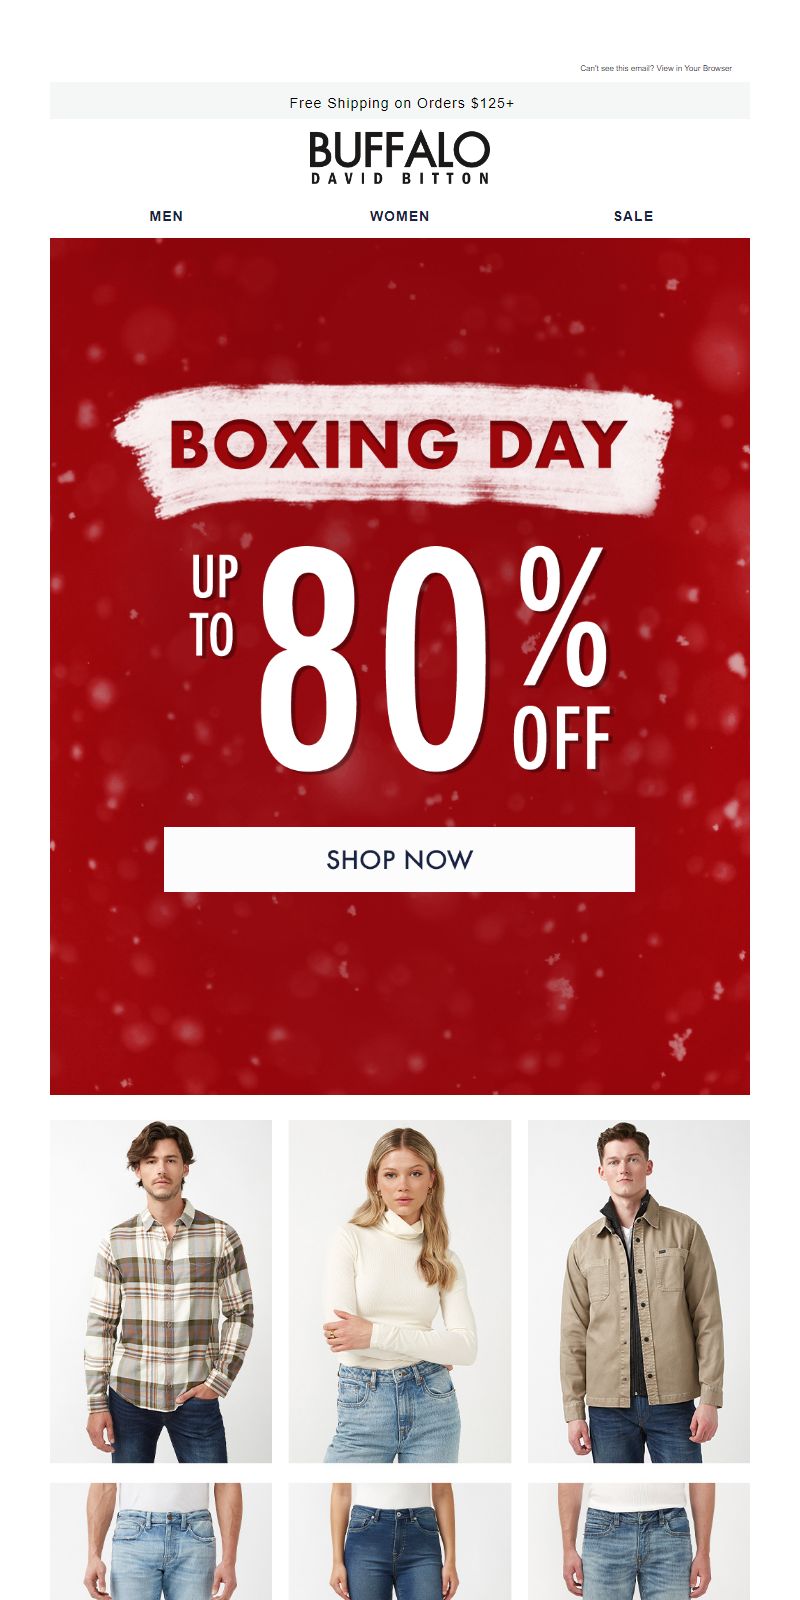 Can't see this email? View in Your Browser
Free Shipping on Orders $125+
BUFFALO
DAVID BITTON
MEN WOMEN SALE
BOXING DAY
UP TO 80% OFF
SHOP NOW